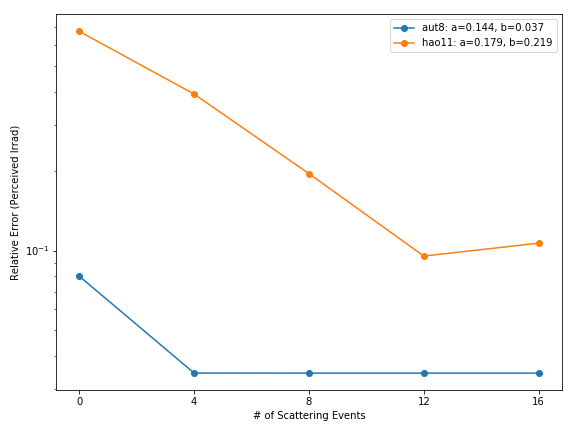 aut8: a=0.144, b=0.037
hao11: a=0.179, b=0.219
Relative Error (Perceived Irrad)
10⁻¹
0 4 8 12 16
# of Scattering Events